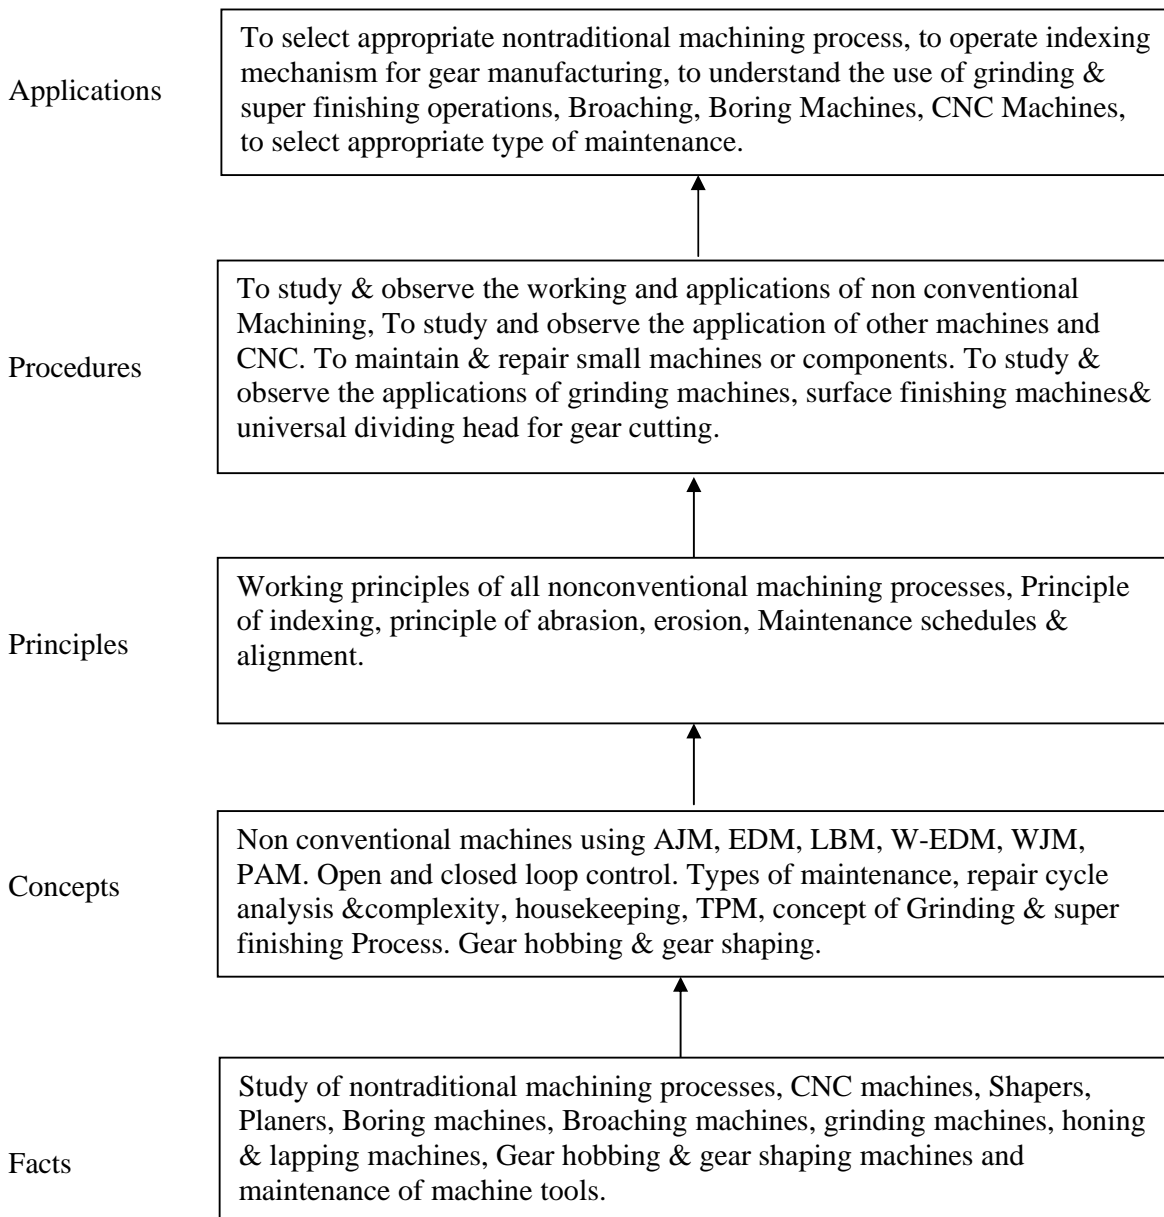 Applications
To select appropriate nontraditional machining process, to operate indexing
mechanism for gear manufacturing, to understand the use of grinding &
super finishing operations, Broaching, Boring Machines, CNC Machines,
to select appropriate type of maintenance.
Procedures
To study & observe the working and applications of non conventional
Machining, To study and observe the application of other machines and
CNC. To maintain & repair small machines or components. To study &
observe the applications of grinding machines, surface finishing machines&
universal dividing head for gear cutting.
Principles
Working principles of all nonconventional machining processes, Principle
of indexing, principle of abrasion, erosion, Maintenance schedules &
alignment.
Concepts
Non conventional machines using AJM, EDM, LBM, W-EDM, WJM,
PAM. Open and closed loop control. Types of maintenance, repair cycle
analysis &complexity, housekeeping, TPM, concept of Grinding & super
finishing Process. Gear hobbing & gear shaping.
Facts
Study of nontraditional machining processes, CNC machines, Shapers,
Planers, Boring machines, Broaching machines, grinding machines, honing
& lapping machines, Gear hobbing & gear shaping machines and
maintenance of machine tools.